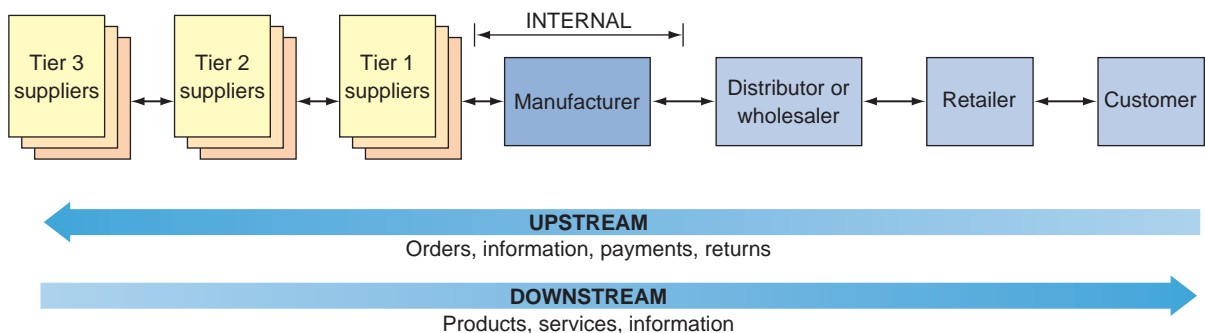 INTERNAL
Tier 3
suppliers
Tier 2
suppliers
Tier 1
suppliers
Manufacturer
Distributor or
wholesaler
Retailer
Customer
UPSTREAM
Orders, information, payments, returns
DOWNSTREAM
Products, services, information